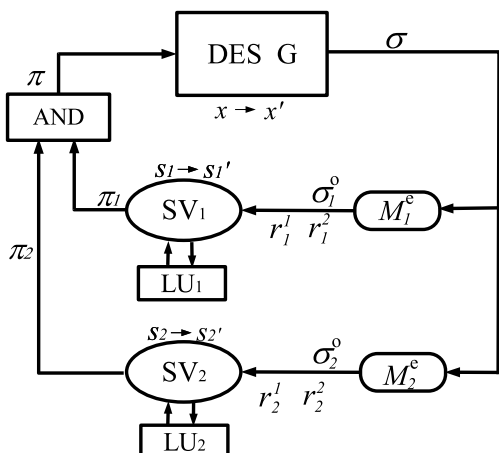 DES G
σ
π
AND
x → x′
s₁ → s₁′
π₁
SV₁
σ₁ᵒ
M₁ᵉ
r₁¹ r₁²
π₂
LU₁
s₂ → s₂′
SV₂
σ₂ᵒ
M₂ᵉ
r₂¹ r₂²
LU₂